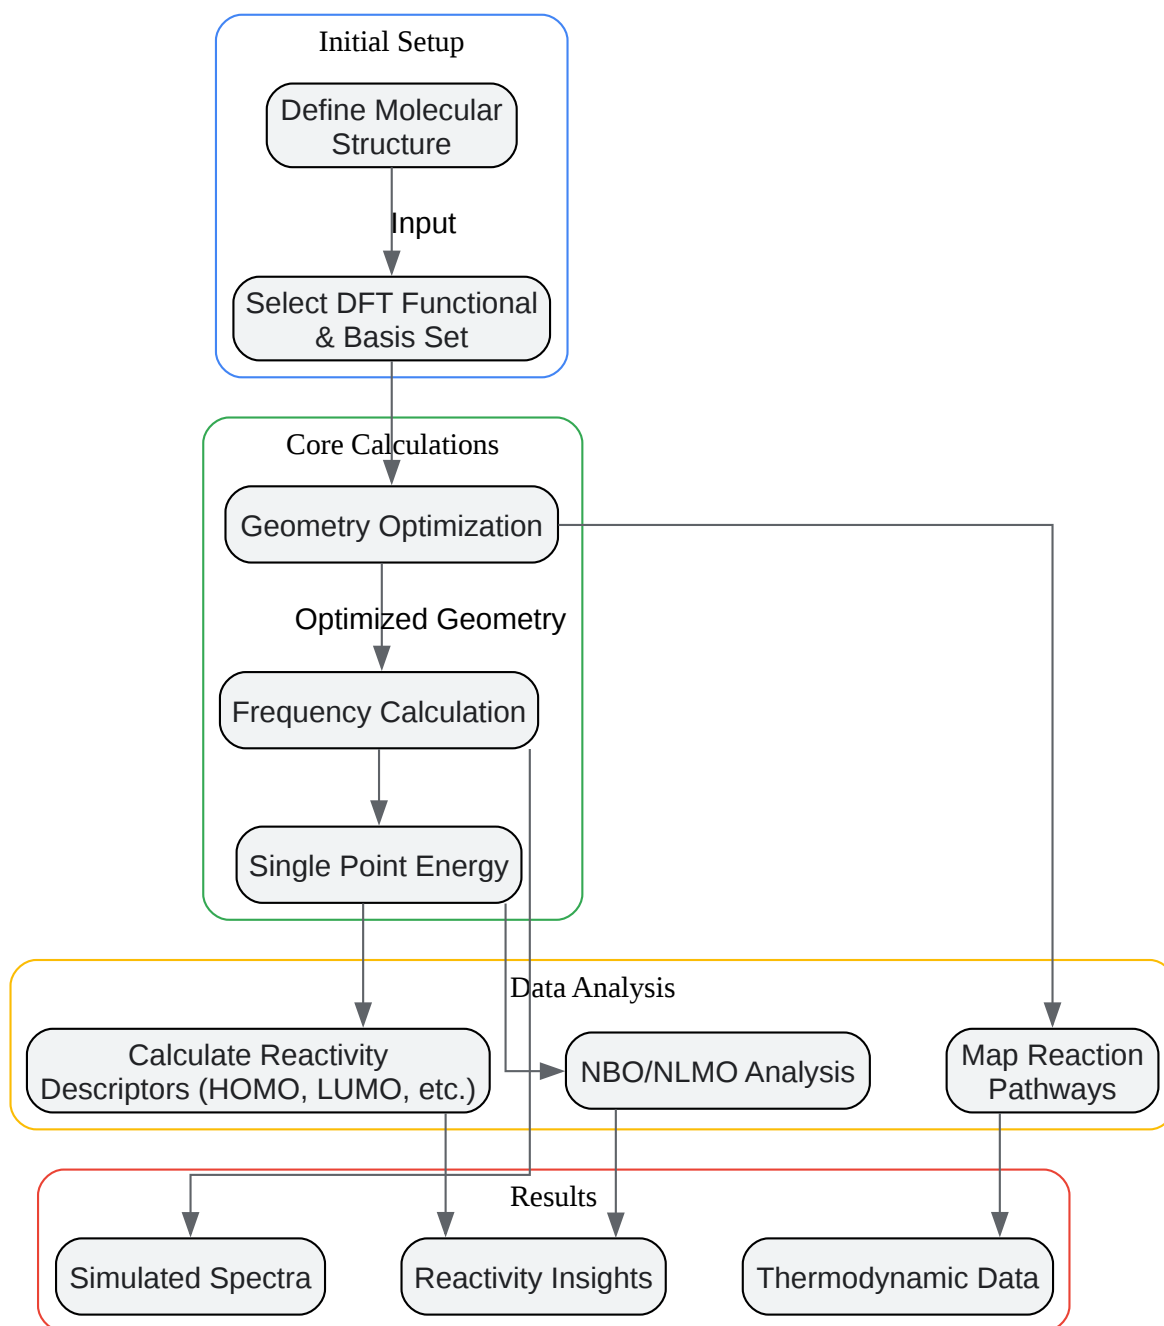 Initial Setup
Define Molecular
Structure
Input
Select DFT Functional
& Basis Set
Core Calculations
Geometry Optimization
Optimized Geometry
Frequency Calculation
Single Point Energy
Data Analysis
Calculate Reactivity
Descriptors (HOMO, LUMO, etc.)
NBO/NLMO Analysis
Map Reaction
Pathways
Results
Simulated Spectra
Reactivity Insights
Thermodynamic Data